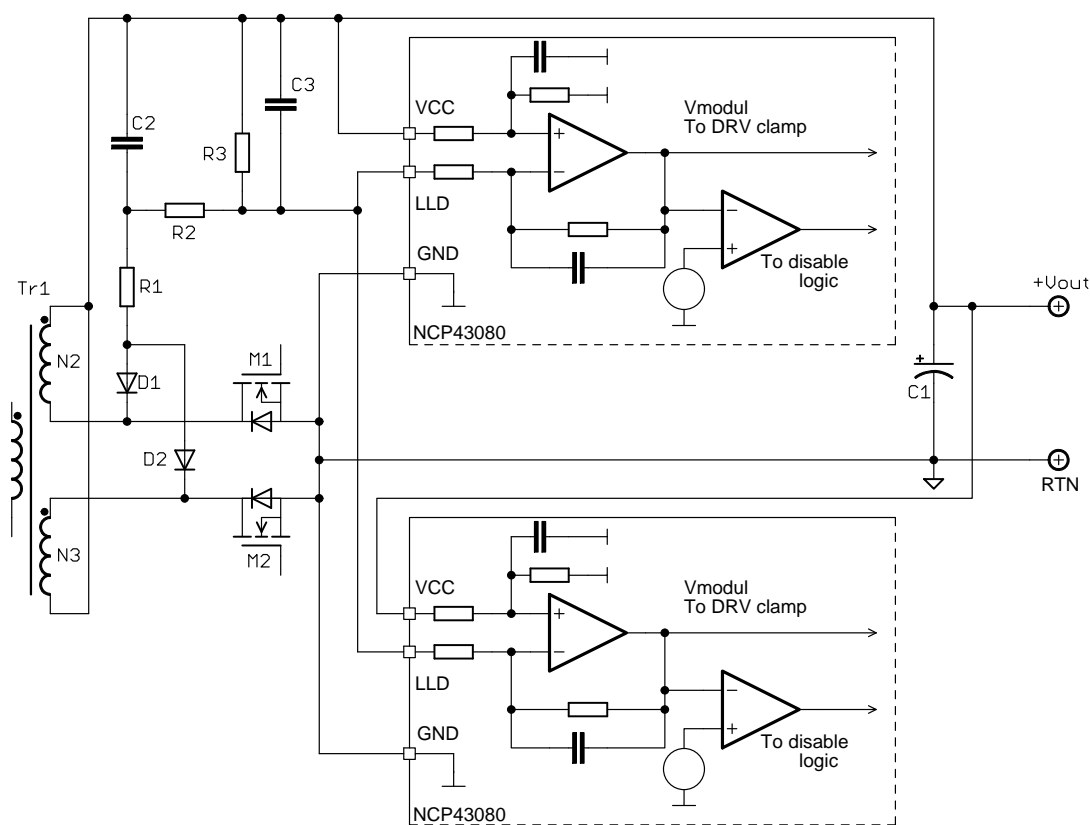 C3
VCC
Vmodul
To DRV clamp
C2
R3
+
−
LLD
R2
−
+
GND
To disable
logic
R1
Tr1
+Vout
+
NCP43080
N2
M1
D1
+
C1
D2
+
RTN
N3
M2
VCC
Vmodul
To DRV clamp
+
−
LLD
−
+
GND
To disable
logic
NCP43080